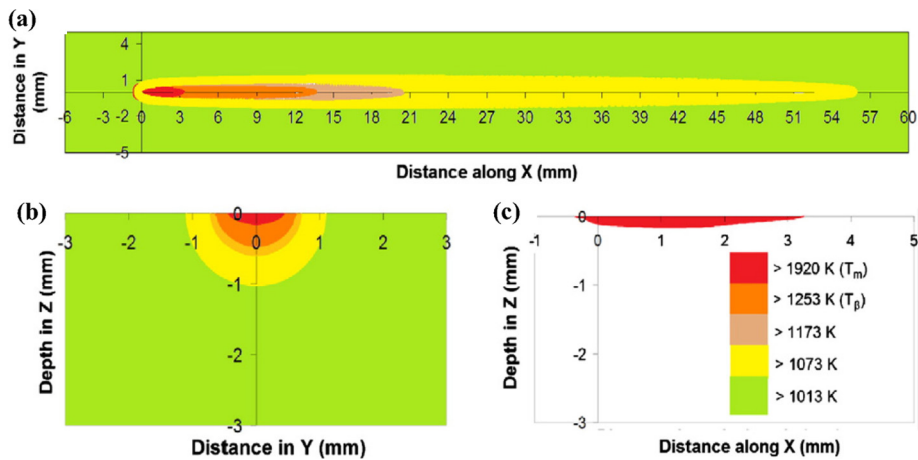 (a)
Distance in Y
(mm)
4
1
-2
-5
-6 -3 0 3 6 9 12 15 18 21 24 27 30 33 36 39 42 45 48 51 54 57 60
Distance along X (mm)
(b)
Depth in Z (mm)
0
-3 -2 -1 0 1 2 3
-1
-2
-3
Distance in Y (mm)
(c)
Depth in Z (mm)
0
-1 0 1 2 3 4 5
-1
-2
-3
> 1920 K (Tm)
> 1253 K (Tβ)
> 1173 K
> 1073 K
> 1013 K
Distance along X (mm)